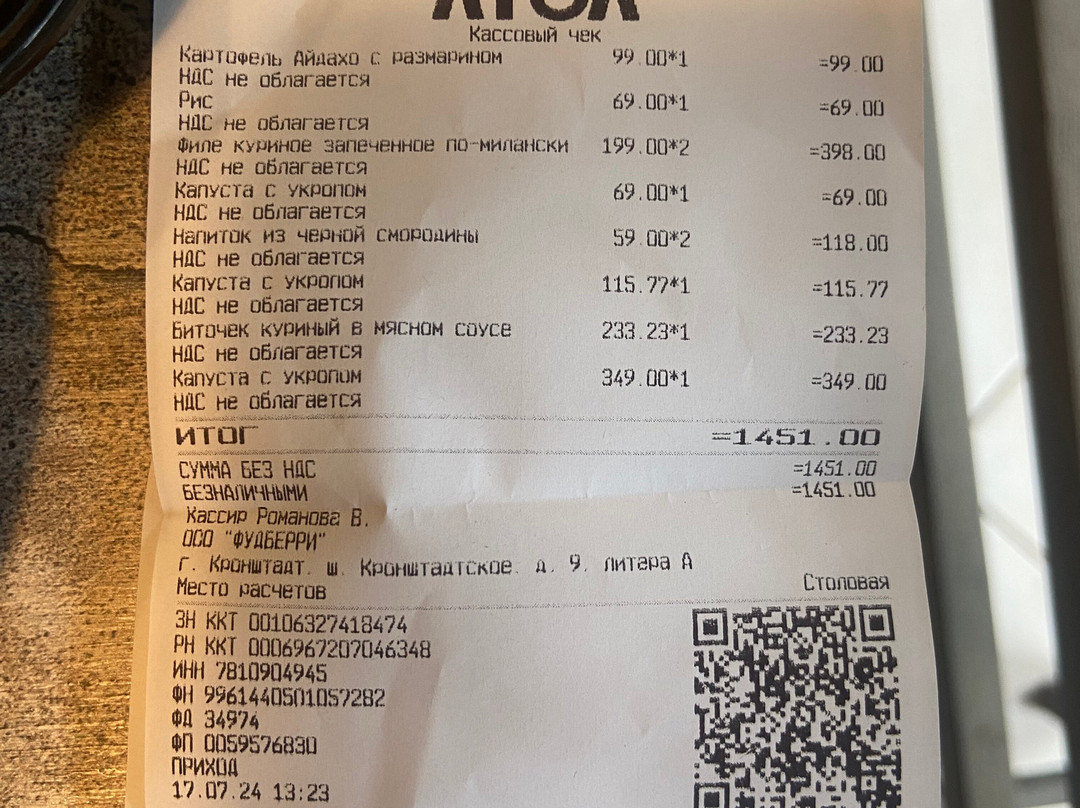 АТОЛ
Кассовый чек
Картофель Айдахо с размарином 99.00*1 =99.00
НДС не облагается
Рис 69.00*1 =69.00
НДС не облагается
Филе куриное запеченное по-милански 199.00*2 =398.00
НДС не облагается
Капуста с укропом 69.00*1 =69.00
НДС не облагается
Напиток из черной смородины 59.00*2 =118.00
НДС не облагается
Капуста с укропом 115.77*1 =115.77
НДС не облагается
Биточек куриный в мясном соусе 233.23*1 =233.23
НДС не облагается
Капуста с укропом 349.00*1 =349.00
НДС не облагается
ИТОГ =1451.00
СУММА БЕЗ НДС =1451.00
БЕЗНАЛИЧНЫМИ =1451.00
Кассир Романова В.
ООО "ФУДБЕРРИ"
г. Кронштадт. ш. Кронштадтское. д. 9. литера А
Место расчетов Столовая
ЗН ККТ 00106327418474
РН ККТ 0006967207046348
ИНН 7810904945
ФН 9961440501057282
ФД 34974
ФП 0059576830
ПРИХОД
17.07.24 13:23